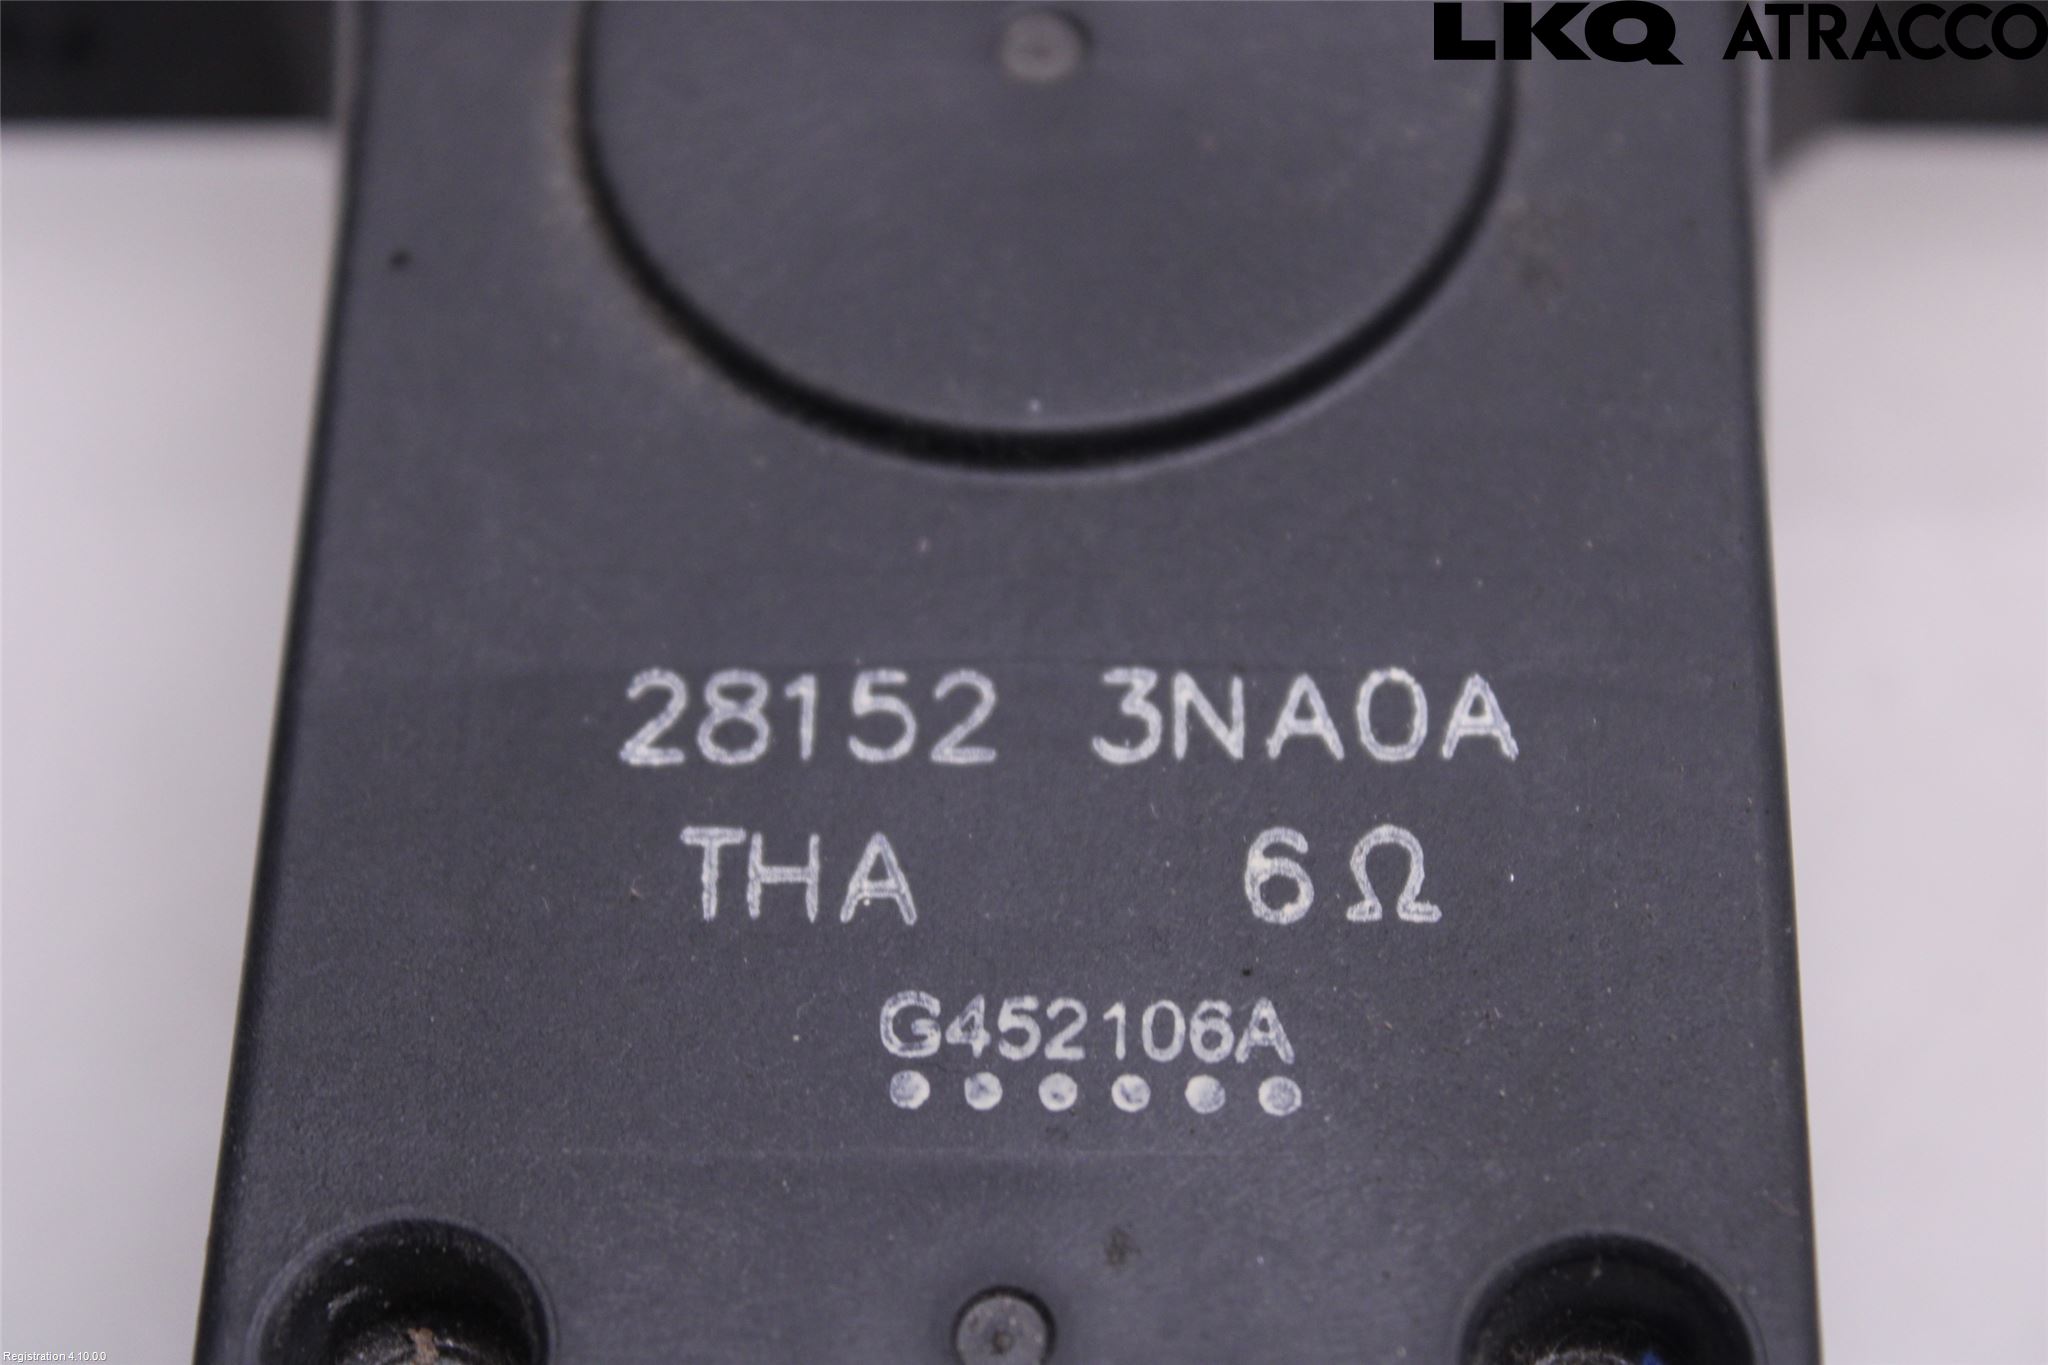 LKQ ATRACCO
28152 3NA0A
THA 6Ω
G452106A
Registration 4.10.0.0